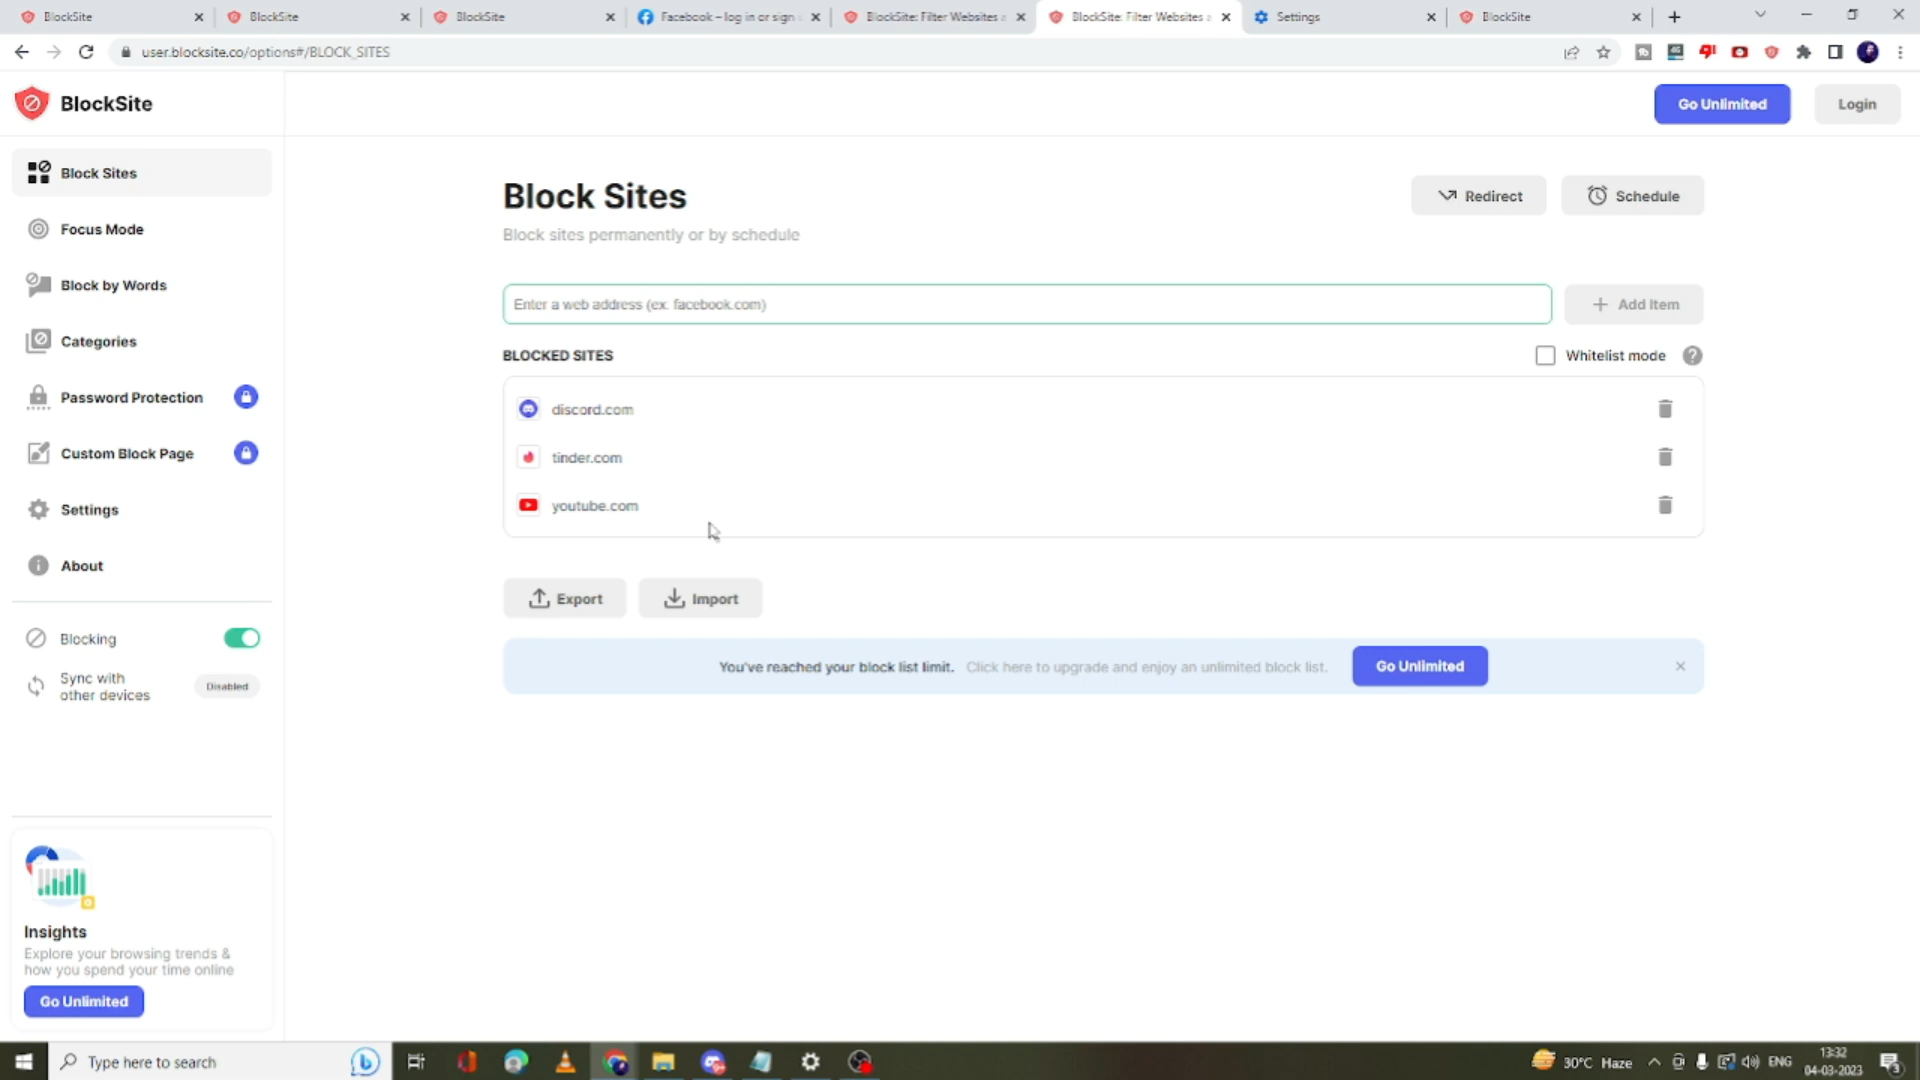 BlockSite
BlockSite
BlockSite
Facebook – log in or sign
BlockSite: Filter Websites a
BlockSite: Filter Websites a
Settings
BlockSite
user.blocksite.co/options#/BLOCK_SITES
BlockSite
Go Unlimited
Login
Block Sites
Focus Mode
Block by Words
Categories
Password Protection
Custom Block Page
Settings
About
Blocking
Sync with
other devices
Disabled
Insights
Explore your browsing trends &
how you spend your time online
Go Unlimited
Block Sites
Redirect
Schedule
Block sites permanently or by schedule
Enter a web address (ex: facebook.com)
+ Add Item
BLOCKED SITES
Whitelist mode ?
discord.com
tinder.com
youtube.com
Export
Import
You've reached your block list limit. Click here to upgrade and enjoy an unlimited block list.
Go Unlimited
Type here to search
30°C Haze
ENG
13:32
04-03-2023
3